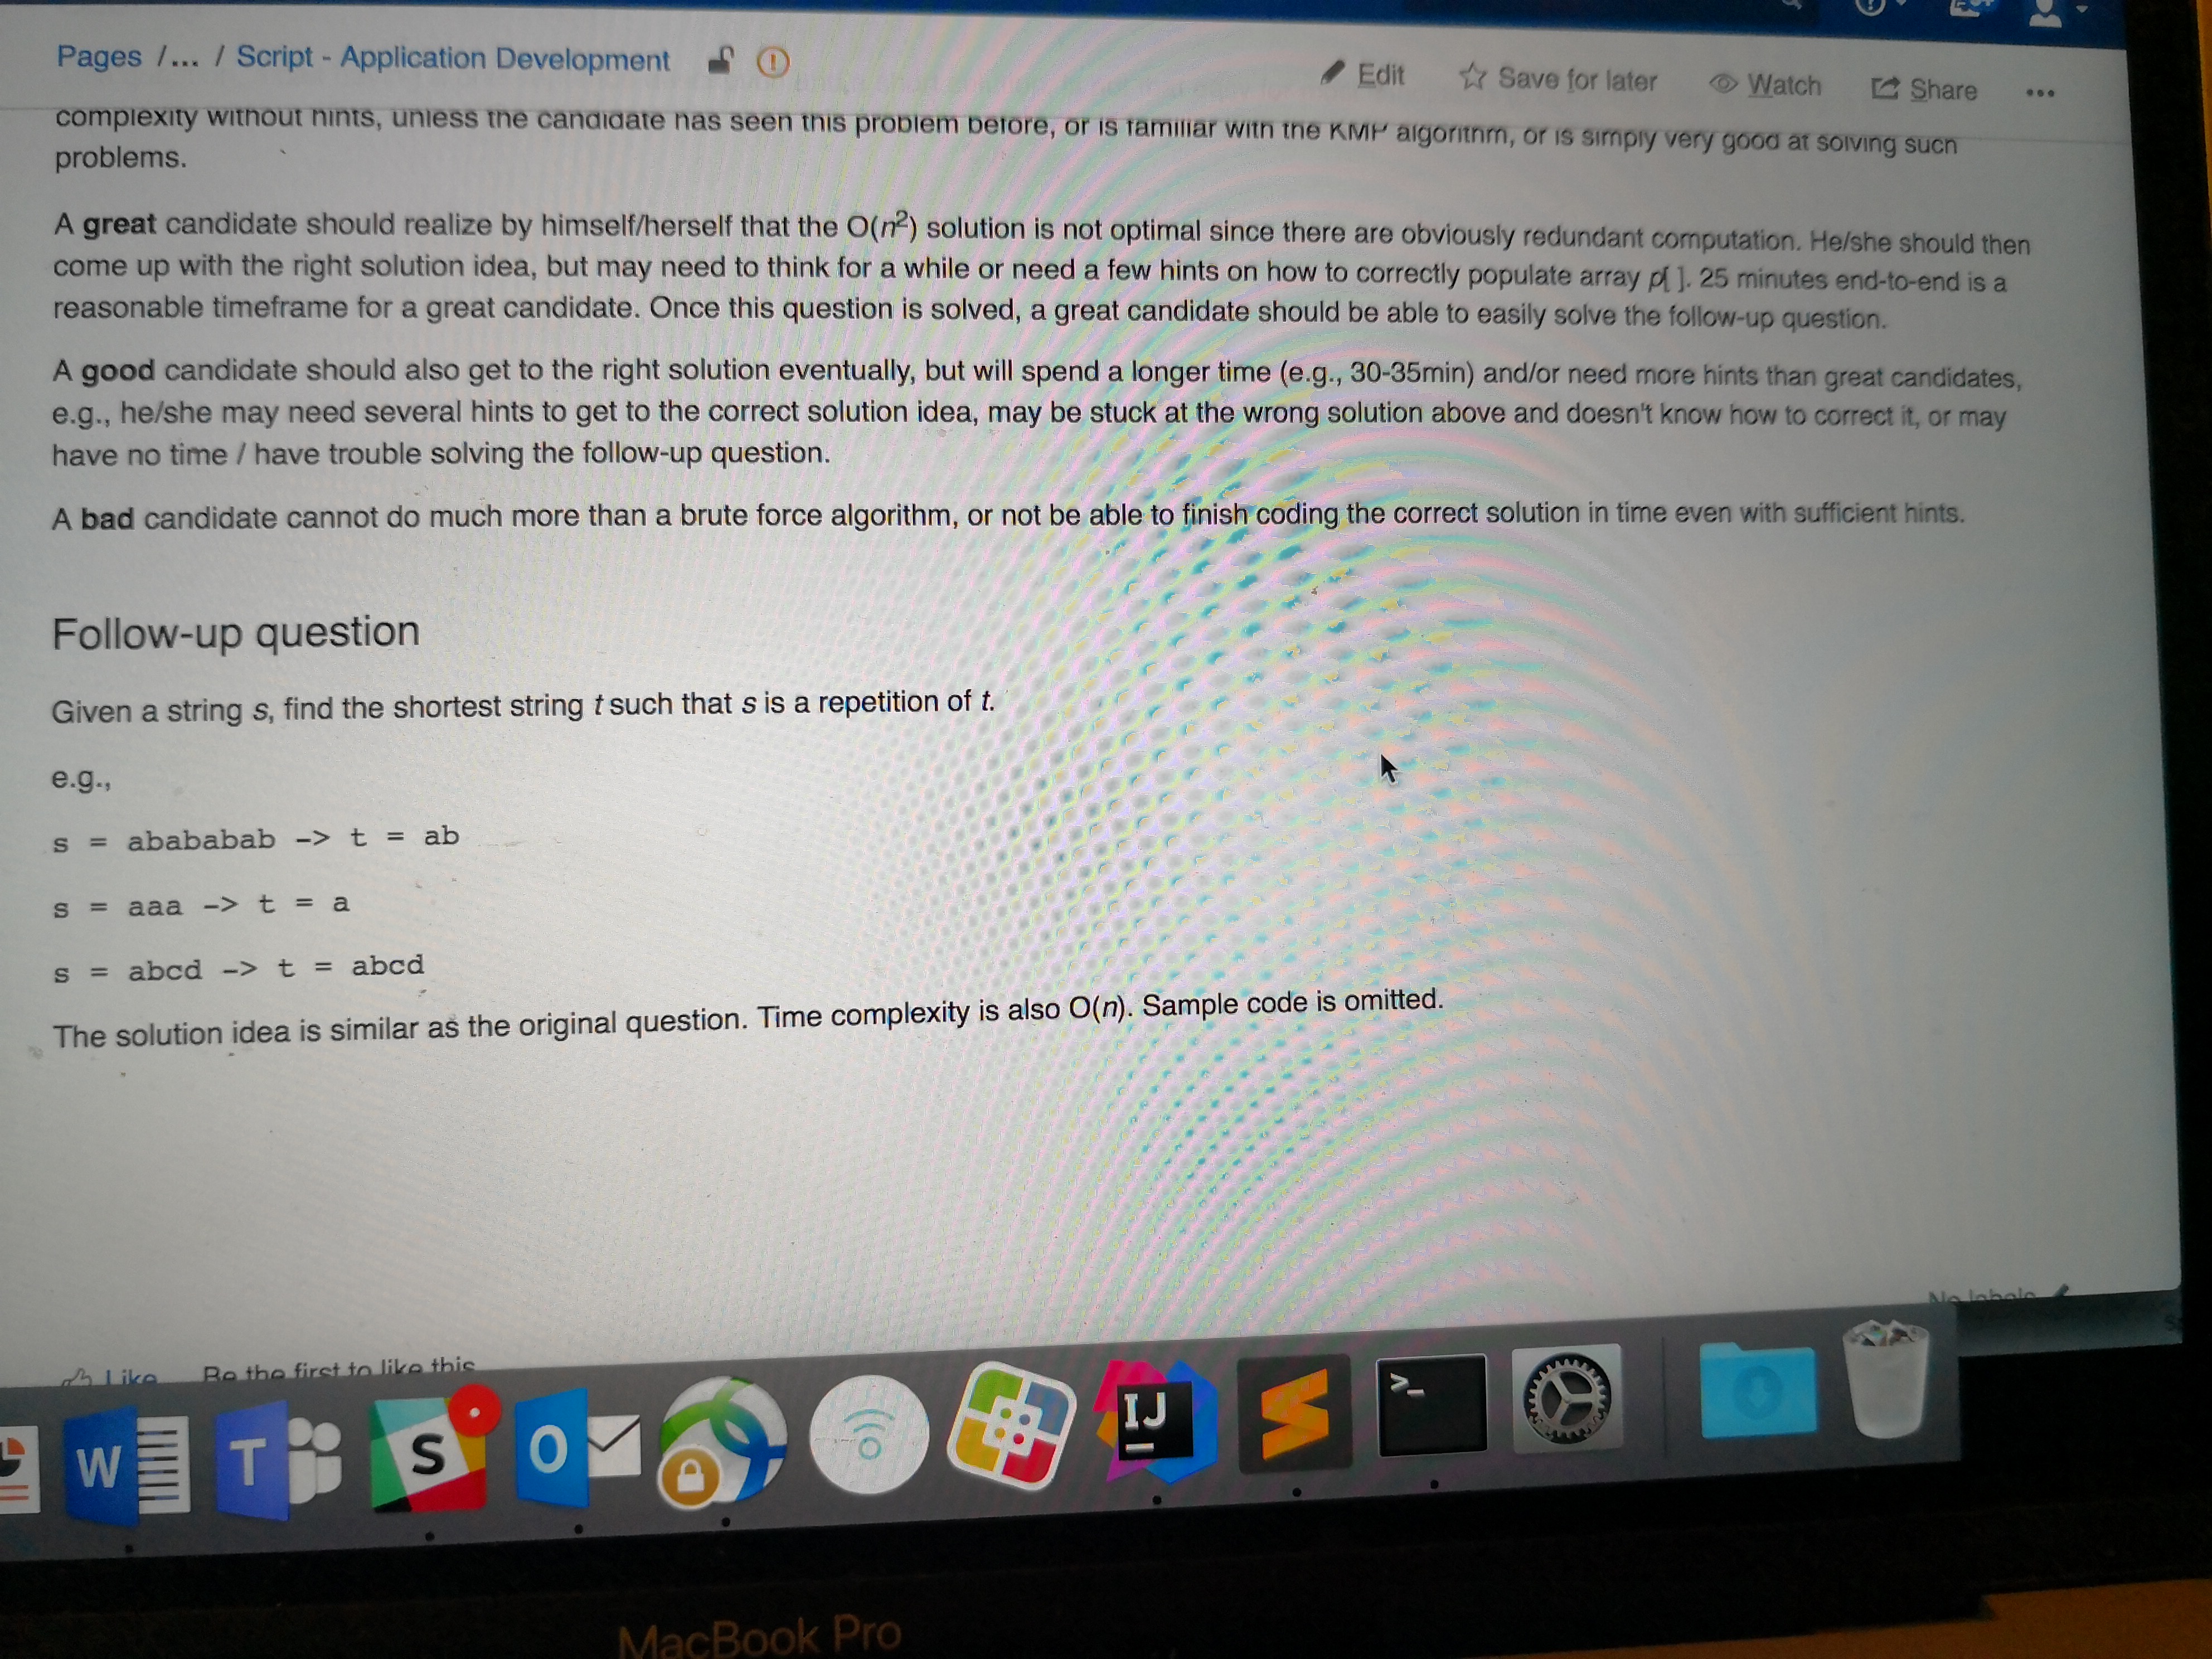 Pages /... / Script - Application Development
Edit Save for later Watch Share ...
complexity without hints, unless the candidate has seen this problem before, or is familiar with the KMP algorithm, or is simply very good at solving such
problems.
A great candidate should realize by himself/herself that the O(n²) solution is not optimal since there are obviously redundant computation. He/she should then
come up with the right solution idea, but may need to think for a while or need a few hints on how to correctly populate array p[ ]. 25 minutes end-to-end is a
reasonable timeframe for a great candidate. Once this question is solved, a great candidate should be able to easily solve the follow-up question.
A good candidate should also get to the right solution eventually, but will spend a longer time (e.g., 30-35min) and/or need more hints than great candidates,
e.g., he/she may need several hints to get to the correct solution idea, may be stuck at the wrong solution above and doesn't know how to correct it, or may
have no time / have trouble solving the follow-up question.
A bad candidate cannot do much more than a brute force algorithm, or not be able to finish coding the correct solution in time even with sufficient hints.
Follow-up question
Given a string s, find the shortest string t such that s is a repetition of t.
e.g.,
s = abababab -> t = ab
s = aaa -> t = a
s = abcd -> t = abcd
The solution idea is similar as the original question. Time complexity is also O(n). Sample code is omitted.
No labels
Like Be the first to like this
W T S O IJ S >_
MacBook Pro